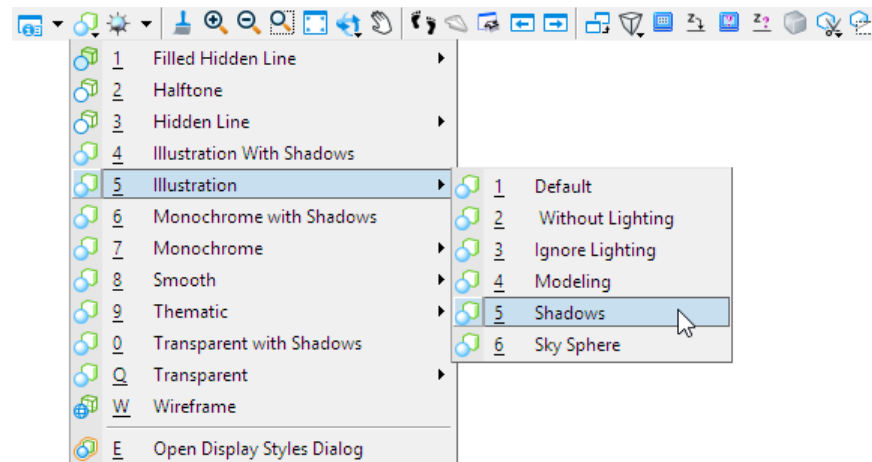 1 Filled Hidden Line
2 Halftone
3 Hidden Line
4 Illustration With Shadows
5 Illustration
6 Monochrome with Shadows
7 Monochrome
8 Smooth
9 Thematic
0 Transparent with Shadows
Q Transparent
W Wireframe
E Open Display Styles Dialog
1 Default
2 Without Lighting
3 Ignore Lighting
4 Modeling
5 Shadows
6 Sky Sphere